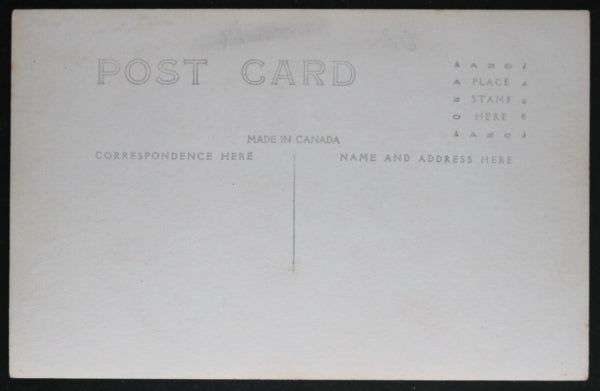 POST CARD
PLACE
STAMP
HERE
MADE IN CANADA
CORRESPONDENCE HERE
NAME AND ADDRESS HERE